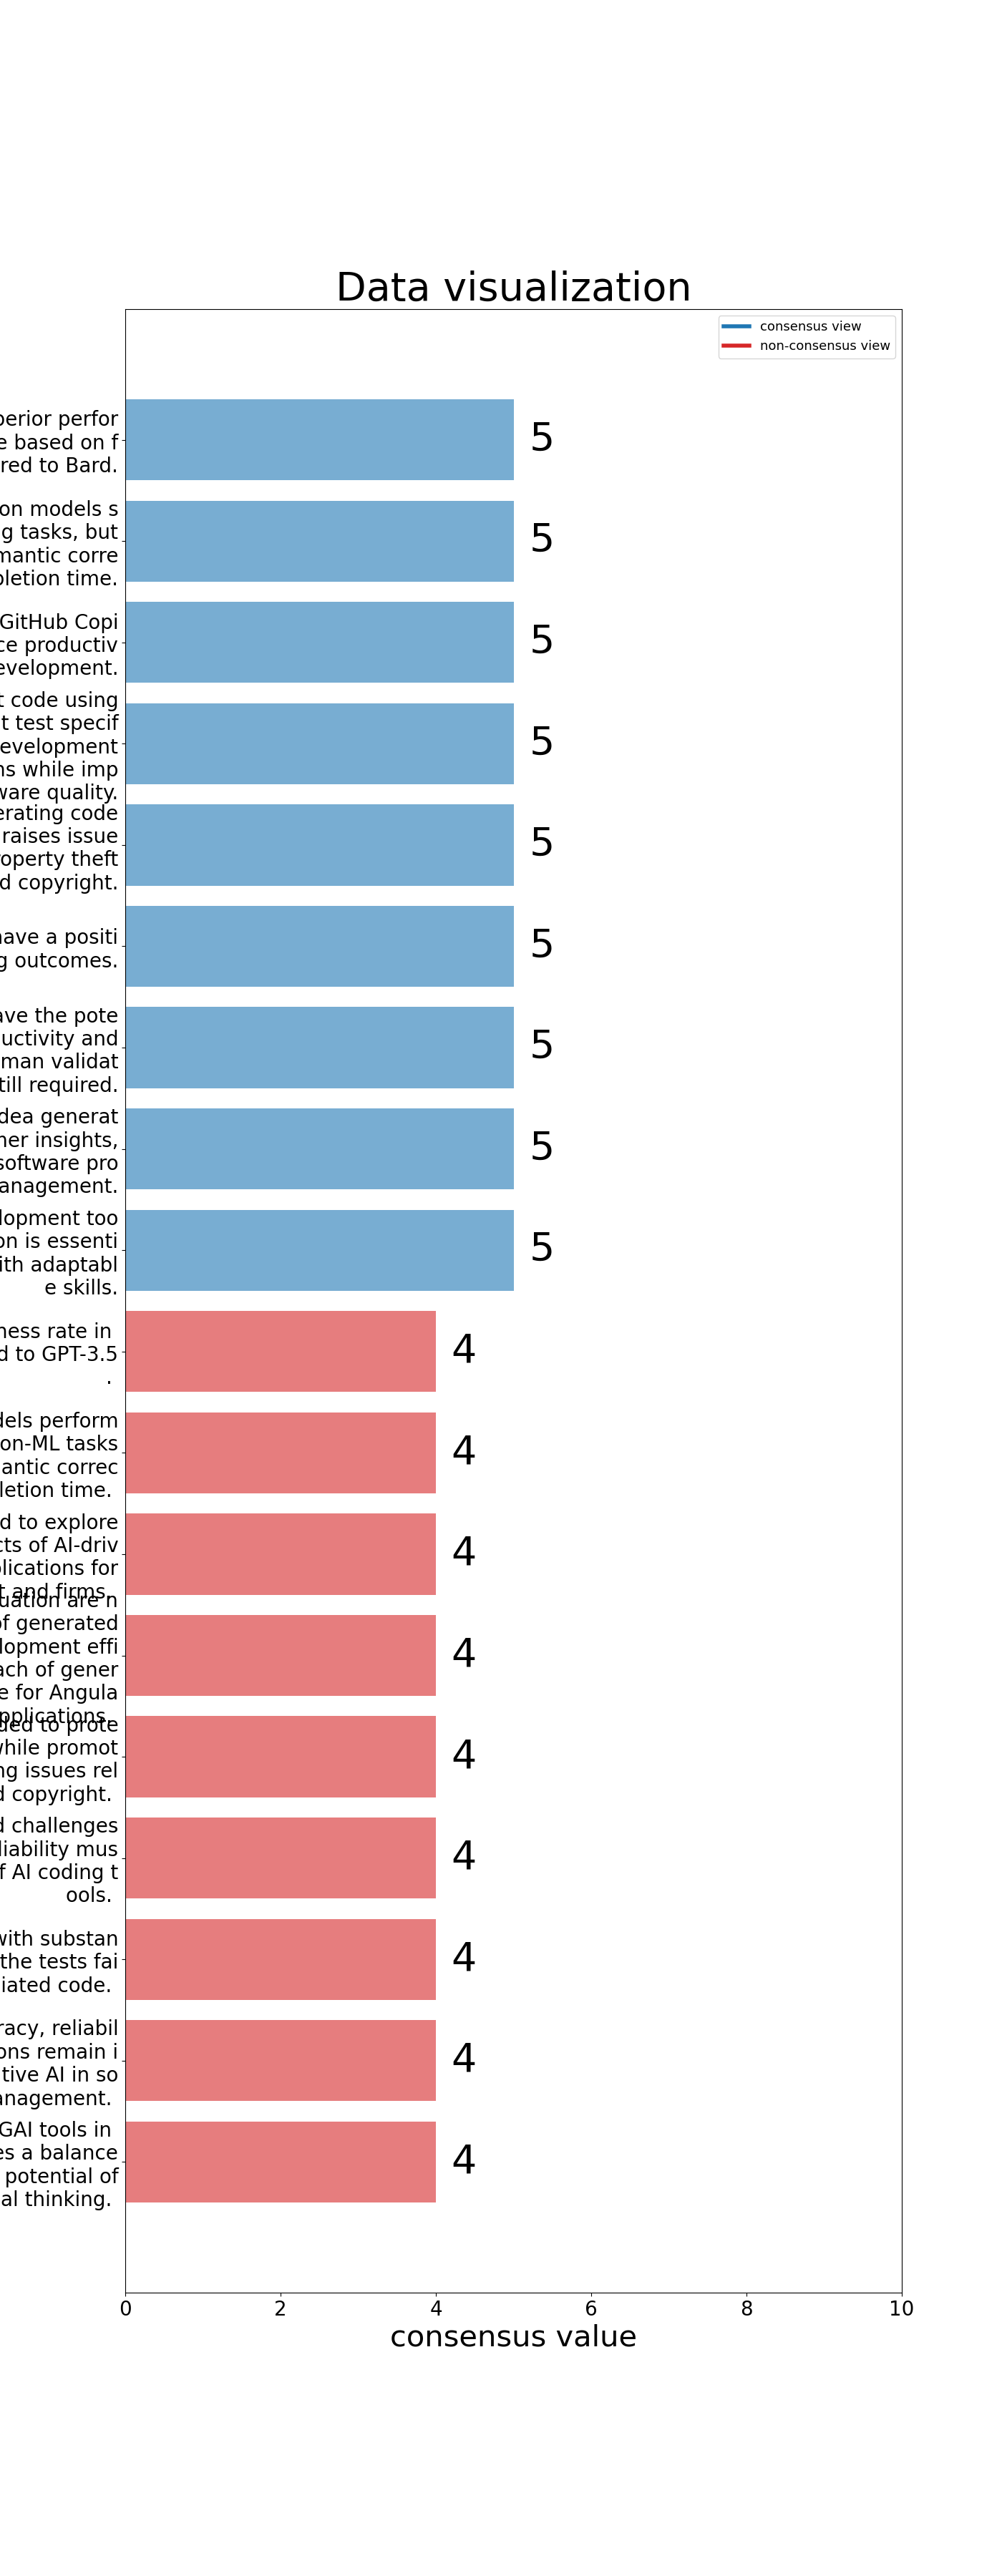 Data visualization
consensus view
non-consensus view
perior perfor
e based on f
red to Bard.
5
on models s
g tasks, but
mantic corre
pletion time.
5
GitHub Copi
ce productiv
evelopment.
5
t code using
t test specif
evelopment
ns while imp
ware quality.
5
erating code
raises issue
operty theft
d copyright.
5
have a positi
g outcomes.
5
ave the pote
uctivity and
man validat
till required.
5
dea generat
ner insights,
software pro
anagement.
5
lopment too
on is essenti
ith adaptabl
e skills.
5
ness rate in
d to GPT-3.5
.
4
dels perform
on-ML tasks
antic correc
letion time.
4
d to explore
cts of AI-driv
plications for
t and firms.
4
uation are n
of generated
lopment effi
ach of gener
e for Angula
pplications.
4
ded to prote
while promot
ng issues rel
d copyright.
4
d challenges
liability mus
f AI coding t
ools.
4
with substan
the tests fai
iated code.
4
racy, reliabil
ons remain i
tive AI in so
anagement.
4
GAI tools in
es a balance
potential of
al thinking.
4
0 2 4 6 8 10
consensus value